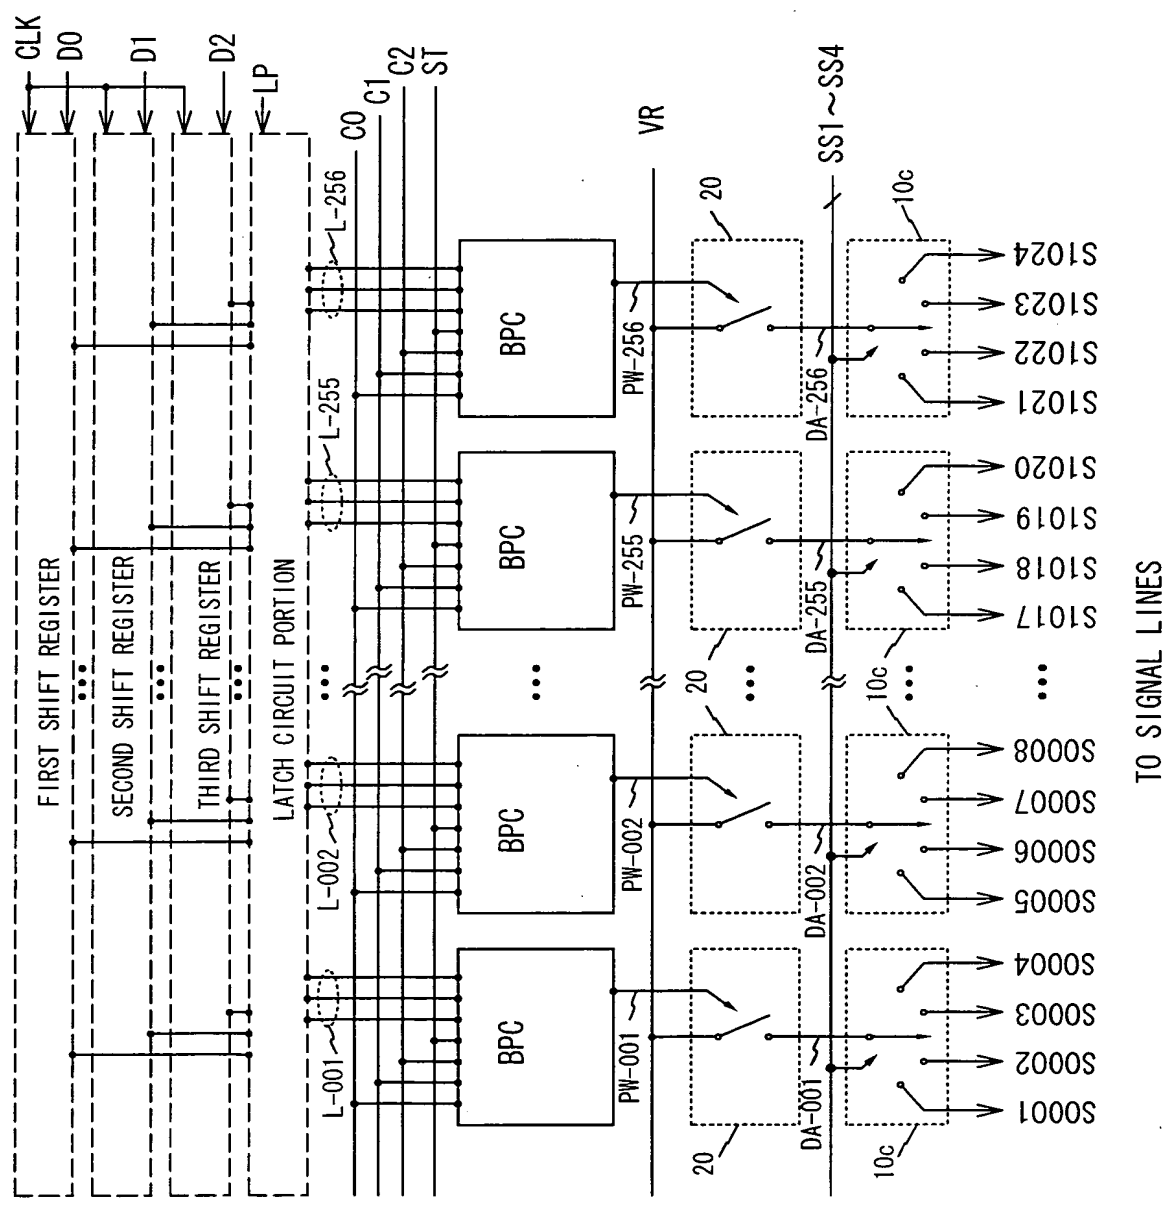 CLK
D0
D1
D2
LP
FIRST SHIFT REGISTER
SECOND SHIFT REGISTER
THIRD SHIFT REGISTER
LATCH CIRCUIT PORTION
L-001
L-002
L-255
L-256
C0
C1
C2
ST
BPC
BPC
BPC
BPC
PW-001
PW-002
PW-255
PW-256
VR
20
20
20
20
DA-001
DA-002
DA-255
DA-256
SS1~SS4
10c
10c
10c
10c
S0001
S0002
S0003
S0004
S0005
S0006
S0007
S0008
S1017
S1018
S1019
S1020
S1021
S1022
S1023
S1024
TO SIGNAL LINES